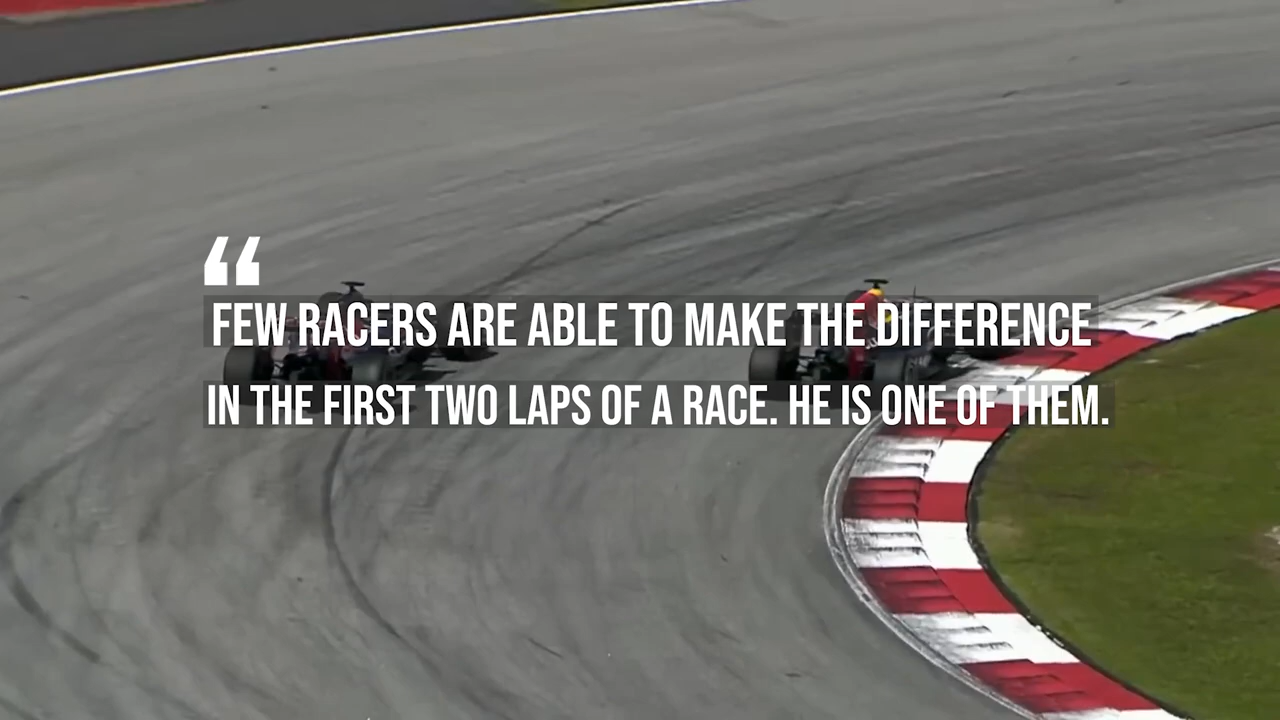 “
FEW RACERS ARE ABLE TO MAKE THE DIFFERENCE
IN THE FIRST TWO LAPS OF A RACE. HE IS ONE OF THEM.